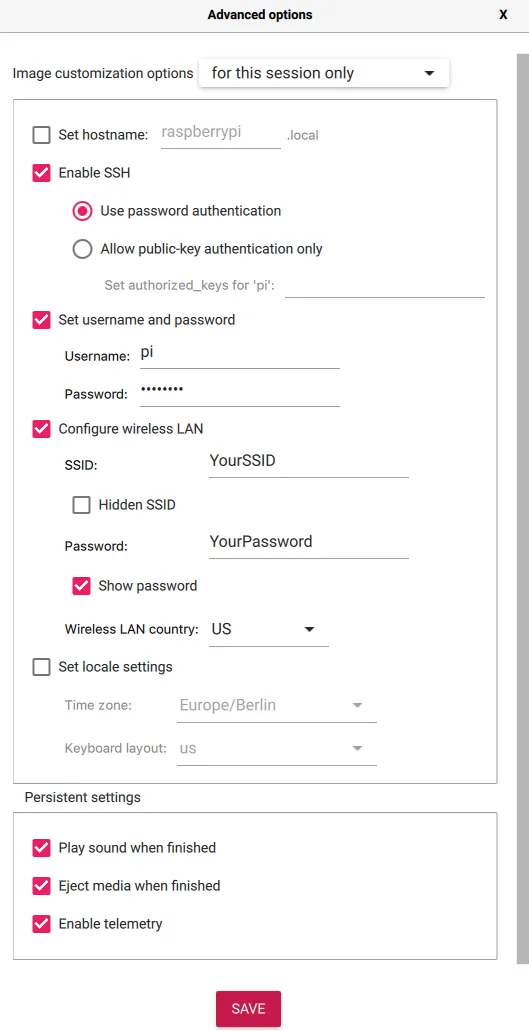 Advanced options X
Image customization options for this session only
Set hostname: raspberrypi .local
Enable SSH
Use password authentication
Allow public-key authentication only
Set authorized_keys for 'pi':
Set username and password
Username: pi
Password: ••••••••
Configure wireless LAN
SSID: YourSSID
Hidden SSID
Password: YourPassword
Show password
Wireless LAN country: US
Set locale settings
Time zone: Europe/Berlin
Keyboard layout: us
Persistent settings
Play sound when finished
Eject media when finished
Enable telemetry
SAVE